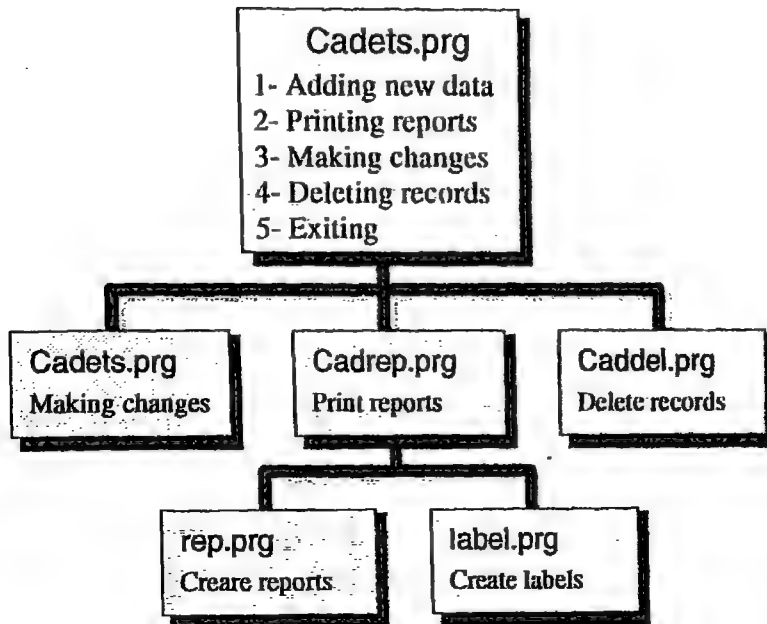 Cadets.prg
1- Adding new data
2- Printing reports
3- Making changes
4- Deleting records
5- Exiting
Cadets.prg
Making changes
Cadrep.prg
Print reports
Caddel.prg
Delete records
rep.prg
Creare reports
label.prg
Create labels